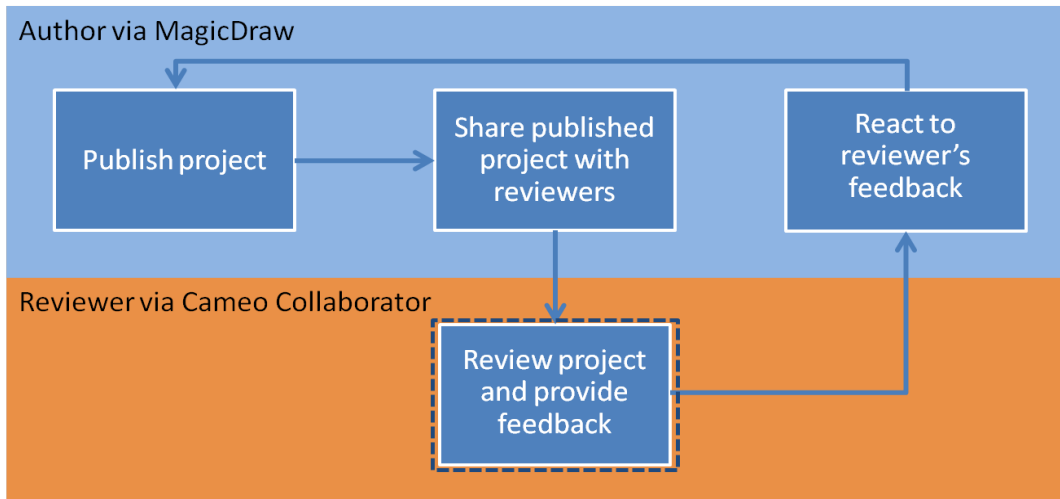 Author via MagicDraw
Publish project
Share published
project with
reviewers
React to
reviewer’s
feedback
Reviewer via Cameo Collaborator
Review project
and provide
feedback